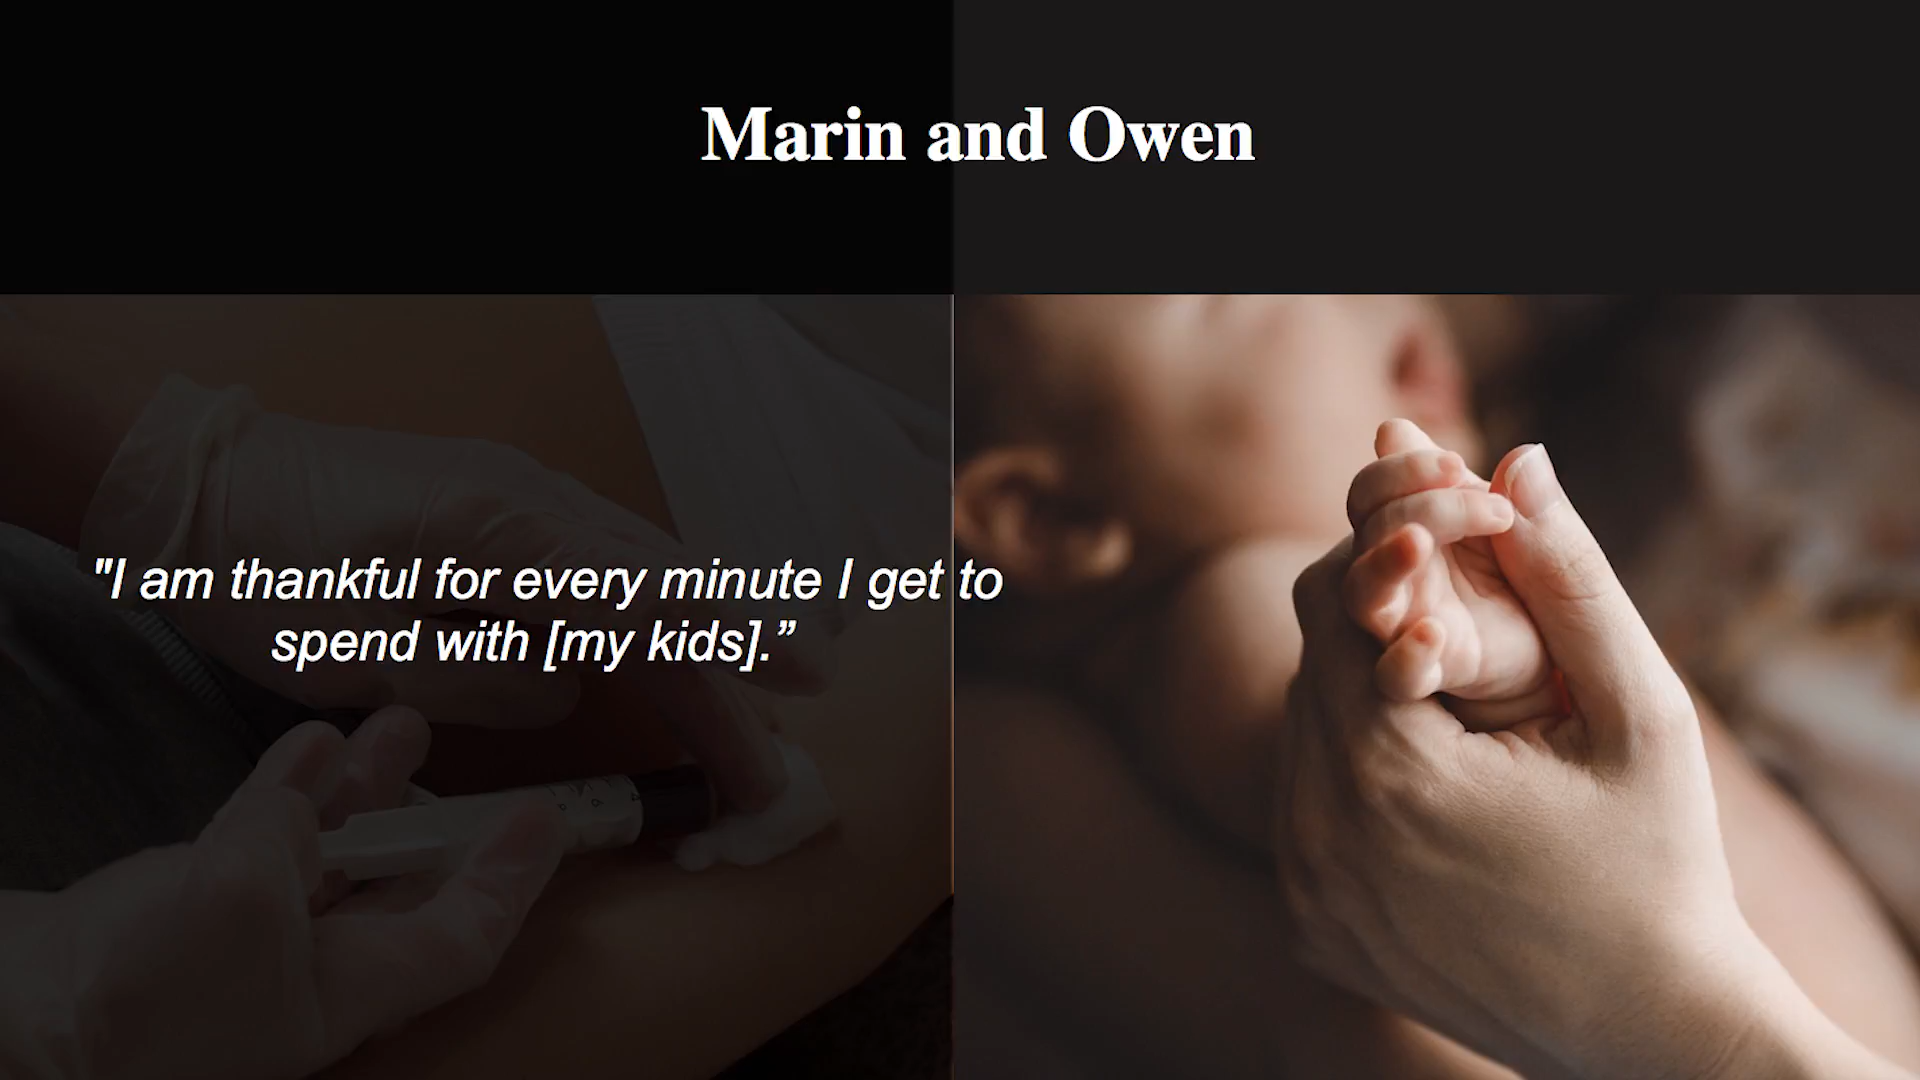 Marin and Owen
"I am thankful for every minute I get to
spend with [my kids].”